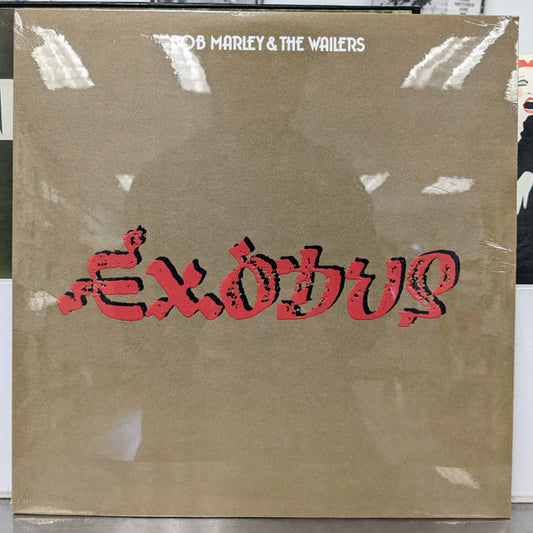 BOB MARLEY & THE WAILERS
EXODUS